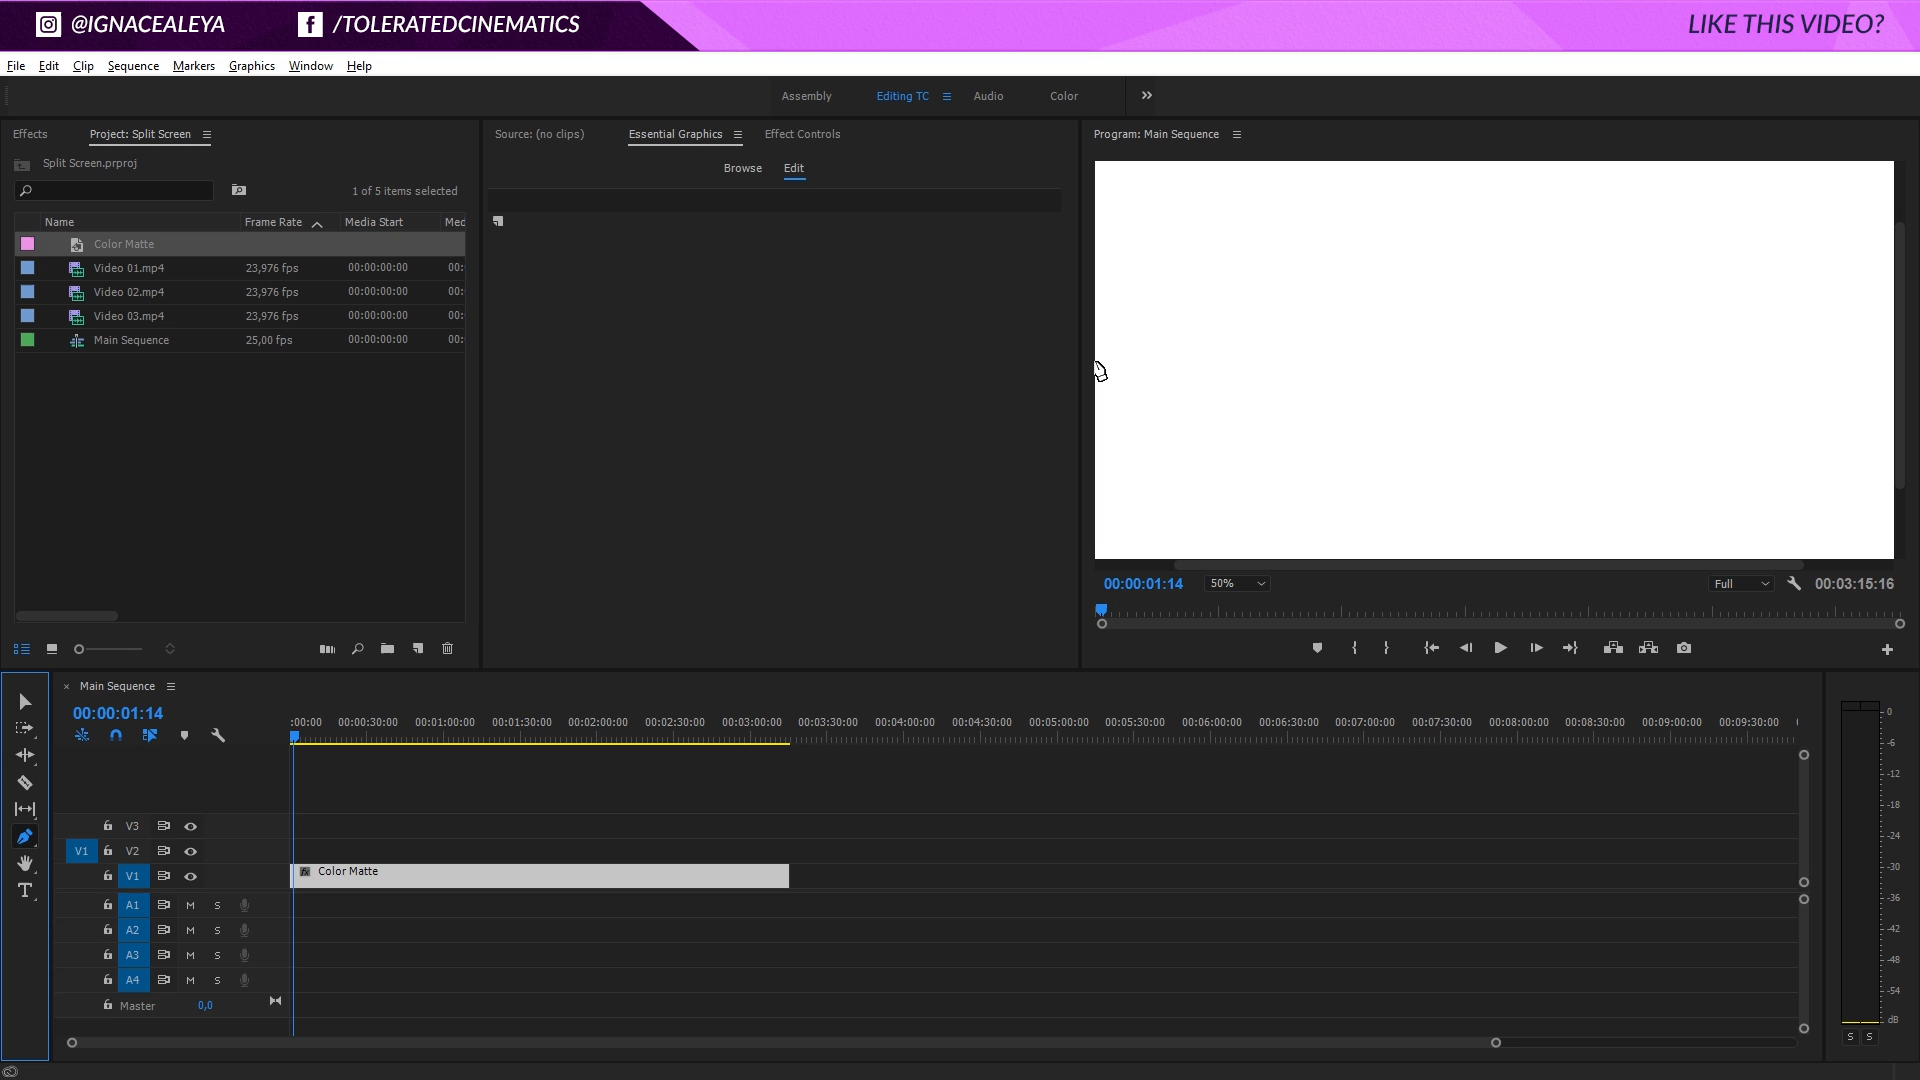 @IGNACEALEYA /TOLERATEDCINEMATICS LIKE THIS VIDEO?
File Edit Clip Sequence Markers Graphics Window Help
Assembly Editing TC Audio Color
Effects Project: Split Screen Source: (no clips) Essential Graphics Effect Controls Program: Main Sequence
Split Screen.prproj
Browse Edit
1 of 5 items selected
Name Frame Rate Media Start Med
Color Matte
Video 01.mp4 23,976 fps 00:00:00:00 00:
Video 02.mp4 23,976 fps 00:00:00:00 00:
Video 03.mp4 23,976 fps 00:00:00:00 00:
Main Sequence 25,00 fps 00:00:00:00 00:
00:00:01:14 50% Full 00:03:15:16
Main Sequence
00:00:01:14
:00:00 00:00:30:00 00:01:00:00 00:01:30:00 00:02:00:00 00:02:30:00 00:03:00:00 00:03:30:00 00:04:00:00 00:04:30:00 00:05:00:00 00:05:30:00 00:06:00:00 00:06:30:00 00:07:00:00 00:07:30:00 00:08:00:00 00:08:30:00 00:09:00:00 00:09:30:00
V3
V1 V2
V1 fx Color Matte
A1 M S
A2 M S
A3 M S
A4 M S
Master 0,0
0
-6
-12
-18
-24
-30
-36
-42
-48
-54
dB
S S